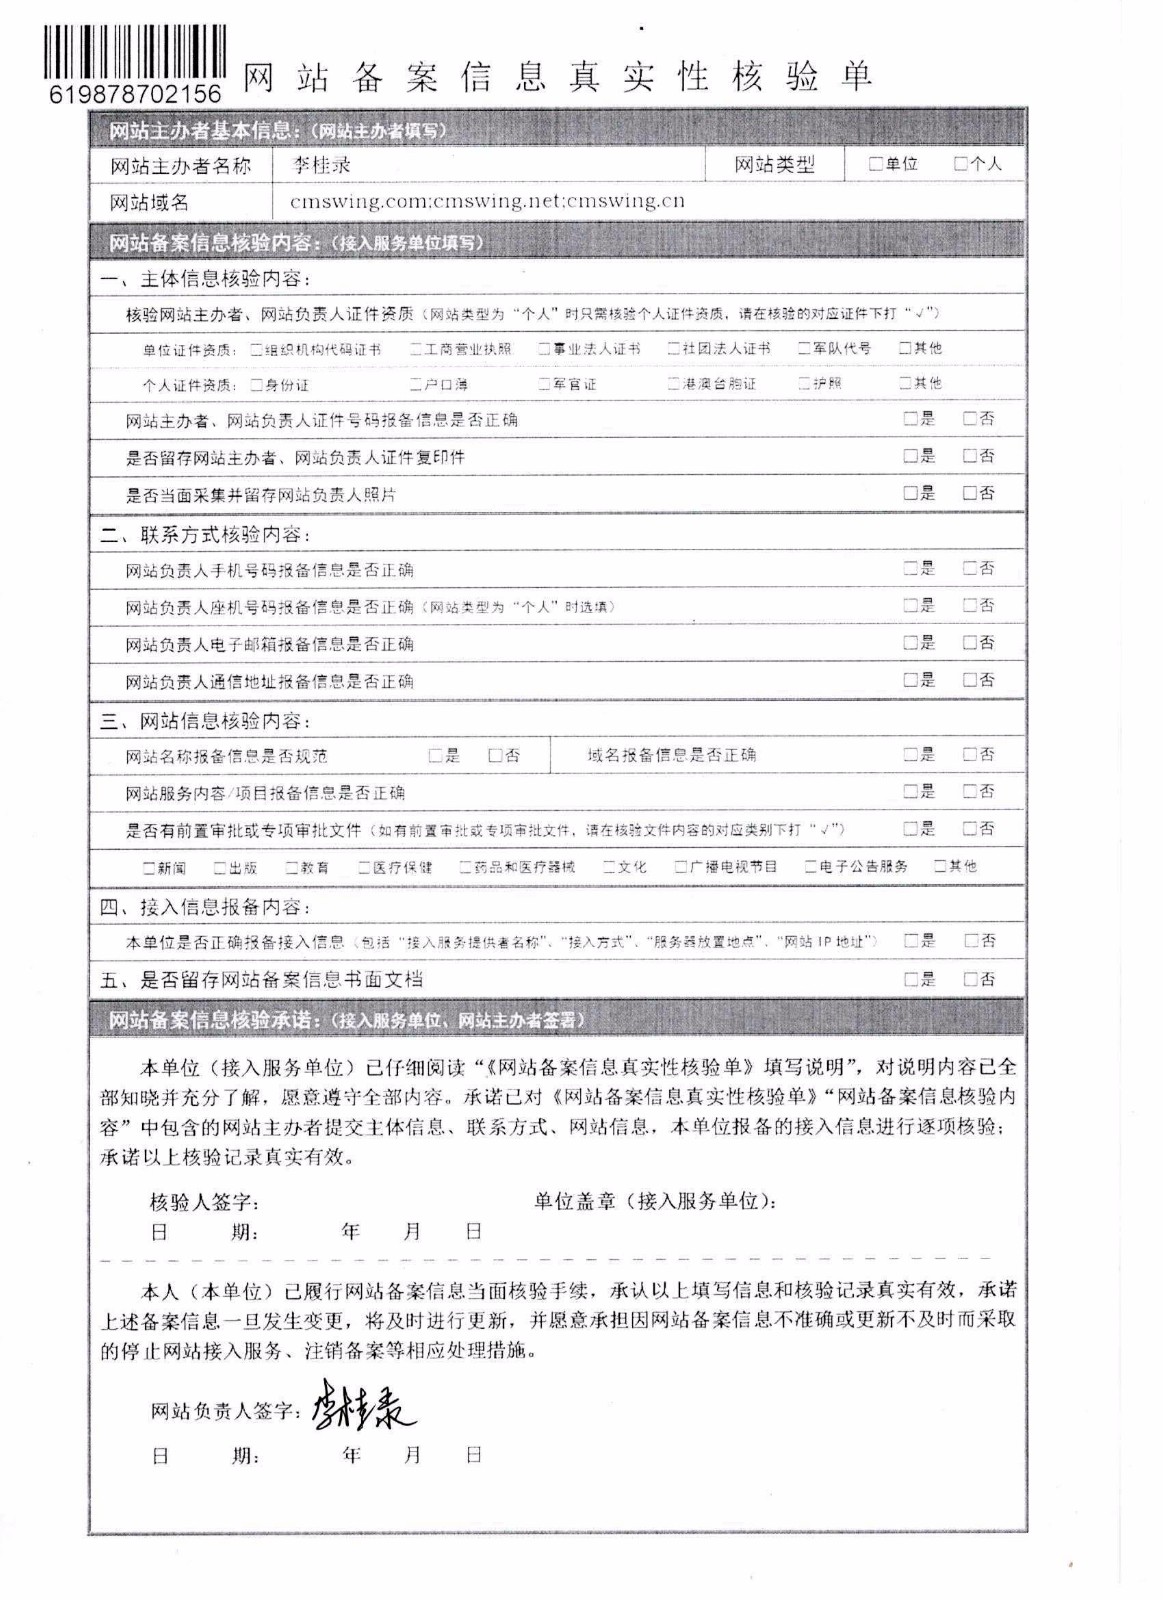 619878702156
网站备案信息真实性核验单
网站主办者基本信息：（网站主办者填写）
网站主办者名称 李桂录 网站类型 □单位 □个人
网站域名 cmswing.com;cmswing.net;cmswing.cn
网站备案信息核验内容：（接入服务单位填写）
一、主体信息核验内容：
核验网站主办者、网站负责人证件资质（网站类型为“个人”时只需核验个人证件资质，请在核验的对应证件下打“√”）
单位证件资质：□组织机构代码证书 □工商营业执照 □事业法人证书 □社团法人证书 □军队代号 □其他
个人证件资质：□身份证 □户口簿 □军官证 □港澳台胞证 □护照 □其他
网站主办者、网站负责人证件号码报备信息是否正确 □是 □否
是否留存网站主办者、网站负责人证件复印件 □是 □否
是否当面采集并留存网站负责人照片 □是 □否
二、联系方式核验内容：
网站负责人手机号码报备信息是否正确 □是 □否
网站负责人座机号码报备信息是否正确（网站类型为“个人”时选填） □是 □否
网站负责人电子邮箱报备信息是否正确 □是 □否
网站负责人通信地址报备信息是否正确 □是 □否
三、网站信息核验内容：
网站名称报备信息是否规范 □是 □否 域名报备信息是否正确 □是 □否
网站服务内容/项目报备信息是否正确 □是 □否
是否有前置审批或专项审批文件（如有前置审批或专项审批文件，请在核验文件内容的对应类别下打“√”） □是 □否
□新闻 □出版 □教育 □医疗保健 □药品和医疗器械 □文化 □广播电视节目 □电子公告服务 □其他
四、接入信息报备内容：
本单位是否正确报备接入信息（包括“接入服务提供者名称”、“接入方式”、“服务器放置地点”、“网站IP地址”） □是 □否
五、是否留存网站备案信息书面文档 □是 □否
网站备案信息核验承诺：（接入服务单位、网站主办者签署）
本单位（接入服务单位）已仔细阅读“《网站备案信息真实性核验单》填写说明”，对说明内容已全
部知晓并充分了解，愿意遵守全部内容。承诺已对《网站备案信息真实性核验单》“网站备案信息核验内
容”中包含的网站主办者提交主体信息、联系方式、网站信息，本单位报备的接入信息进行逐项核验；
承诺以上核验记录真实有效。
核验人签字： 单位盖章（接入服务单位）：
日 期： 年 月 日
本人（本单位）已履行网站备案信息当面核验手续，承认以上填写信息和核验记录真实有效，承诺
上述备案信息一旦发生变更，将及时进行更新，并愿意承担因网站备案信息不准确或更新不及时而采取
的停止网站接入服务、注销备案等相应处理措施。
网站负责人签字：李桂录
日 期： 年 月 日